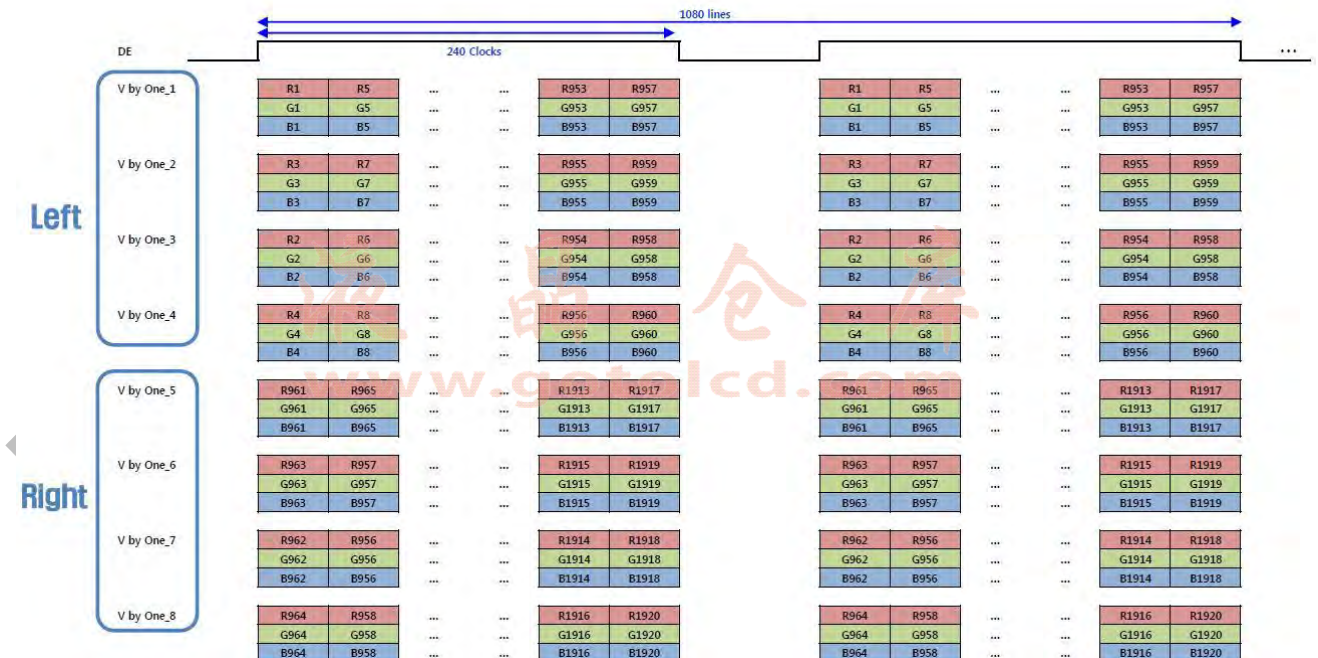 1080 lines
DE 240 Clocks ...
V by One_1 R1 R5 ... ... R953 R957 R1 R5 ... ... R953 R957
G1 G5 ... ... G953 G957 G1 G5 ... ... G953 G957
B1 B5 ... ... B953 B957 B1 B5 ... ... B953 B957
V by One_2 R3 R7 ... ... R955 R959 R3 R7 ... ... R955 R959
G3 G7 ... ... G955 G959 G3 G7 ... ... G955 G959
B3 B7 ... ... B955 B959 B3 B7 ... ... B955 B959
Left
V by One_3 R2 R6 ... ... R954 R958 R2 R6 ... ... R954 R958
G2 G6 ... ... G954 G958 G2 G6 ... ... G954 G958
B2 B6 ... ... B954 B958 B2 B6 ... ... B954 B958
液晶仓库
V by One_4 R4 R8 ... ... R956 R960 R4 R8 ... ... R956 R960
G4 G8 ... ... G956 G960 G4 G8 ... ... G956 G960
B4 B8 ... ... B956 B960 B4 B8 ... ... B956 B960
www.gotolcd.com
V by One_5 R961 R965 ... ... R1913 R1917 R961 R965 ... ... R1913 R1917
G961 G965 ... ... G1913 G1917 G961 G965 ... ... G1913 G1917
B961 B965 ... ... B1913 B1917 B961 B965 ... ... B1913 B1917
V by One_6 R963 R957 ... ... R1915 R1919 R963 R957 ... ... R1915 R1919
G963 G957 ... ... G1915 G1919 G963 G957 ... ... G1915 G1919
B963 B957 ... ... B1915 B1919 B963 B957 ... ... B1915 B1919
Right
V by One_7 R962 R956 ... ... R1914 R1918 R962 R956 ... ... R1914 R1918
G962 G956 ... ... G1914 G1918 G962 G956 ... ... G1914 G1918
B962 B956 ... ... B1914 B1918 B962 B956 ... ... B1914 B1918
V by One_8 R964 R958 ... ... R1916 R1920 R964 R958 ... ... R1916 R1920
G964 G958 ... ... G1916 G1920 G964 G958 ... ... G1916 G1920
B964 B958 ... ... B1916 B1920 B964 B958 ... ... B1916 B1920